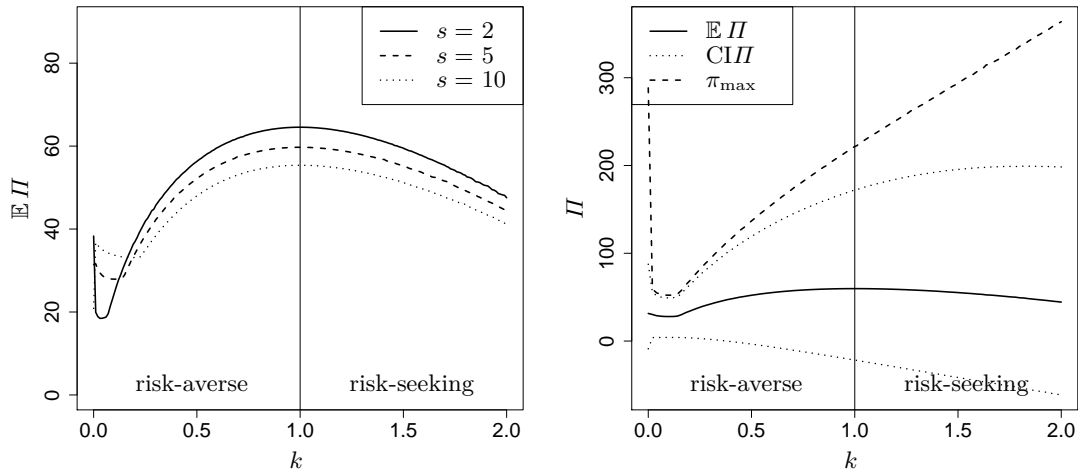 𝔼 Π
0 20 40 60 80
s = 2
s = 5
s = 10
risk-averse risk-seeking
0.0 0.5 1.0 1.5 2.0
k
Π
0 100 200 300
𝔼 Π
CIΠ
π_max
risk-averse risk-seeking
0.0 0.5 1.0 1.5 2.0
k